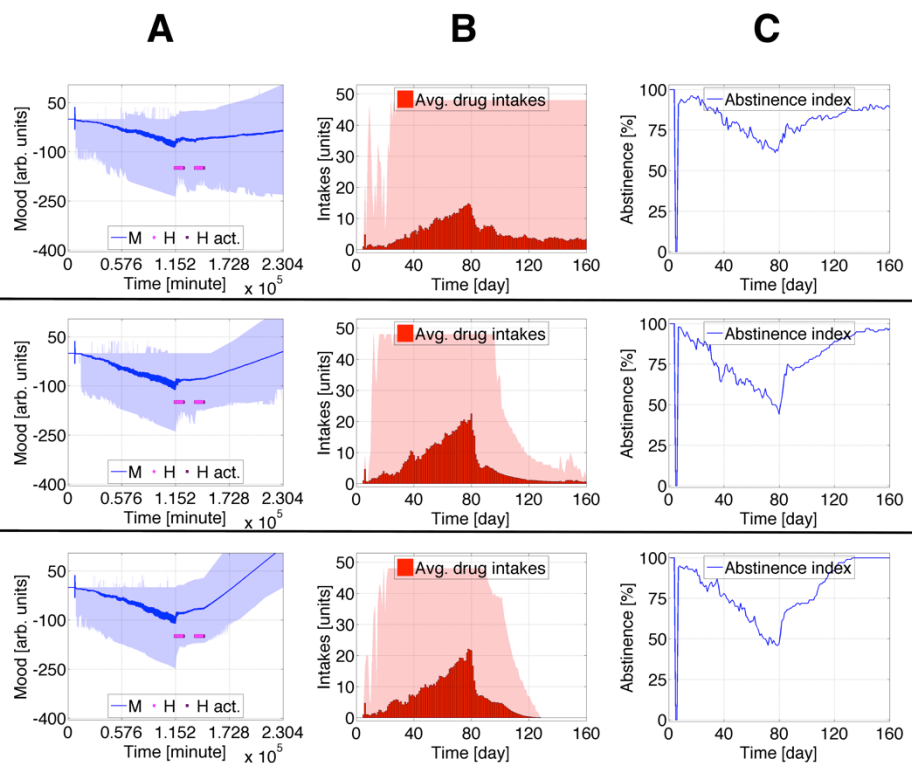 A B C
50
-100
-250
-400
Mood [arb. units]
M H H act.
0 0.576 1.152 1.728 2.304
Time [minute] x 10^5
50
40
30
20
10
0
Intakes [units]
Avg. drug intakes
0 40 80 120 160
Time [day]
100
75
50
25
0
Abstinence [%]
Abstinence index
0 40 80 120 160
Time [day]
50
-100
-250
-400
Mood [arb. units]
M H H act.
0 0.576 1.152 1.728 2.304
Time [minute] x 10^5
50
40
30
20
10
0
Intakes [units]
Avg. drug intakes
0 40 80 120 160
Time [day]
100
75
50
25
0
Abstinence [%]
Abstinence index
0 40 80 120 160
Time [day]
50
-100
-250
-400
Mood [arb. units]
M H H act.
0 0.576 1.152 1.728 2.304
Time [minute] x 10^5
50
40
30
20
10
0
Intakes [units]
Avg. drug intakes
0 40 80 120 160
Time [day]
100
75
50
25
0
Abstinence [%]
Abstinence index
0 40 80 120 160
Time [day]